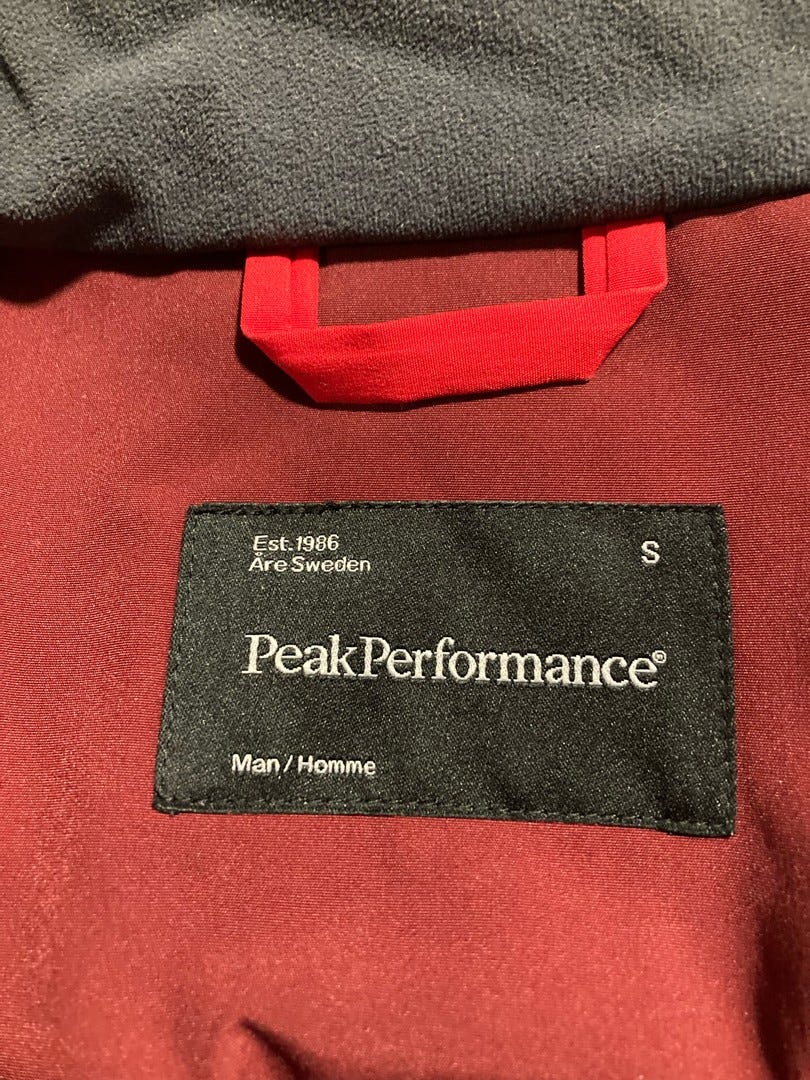 Est.1986
Åre Sweden
S
PeakPerformance®
Man / Homme